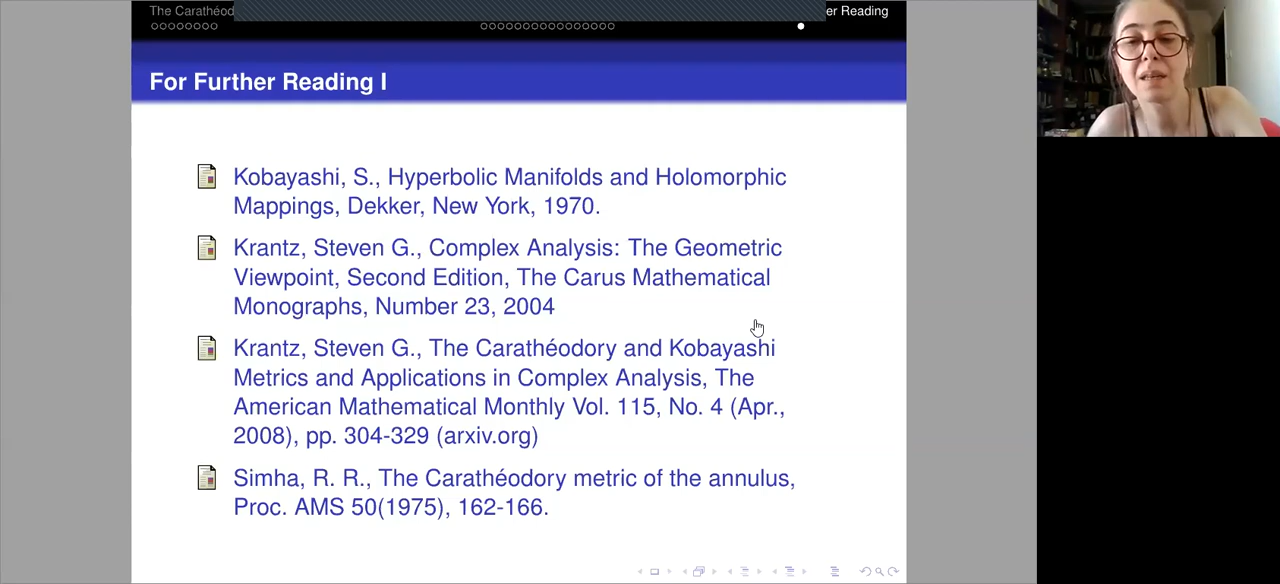 The Carathéod
er Reading
For Further Reading I
Kobayashi, S., Hyperbolic Manifolds and Holomorphic
Mappings, Dekker, New York, 1970.
Krantz, Steven G., Complex Analysis: The Geometric
Viewpoint, Second Edition, The Carus Mathematical
Monographs, Number 23, 2004
Krantz, Steven G., The Carathéodory and Kobayashi
Metrics and Applications in Complex Analysis, The
American Mathematical Monthly Vol. 115, No. 4 (Apr.,
2008), pp. 304-329 (arxiv.org)
Simha, R. R., The Carathéodory metric of the annulus,
Proc. AMS 50(1975), 162-166.